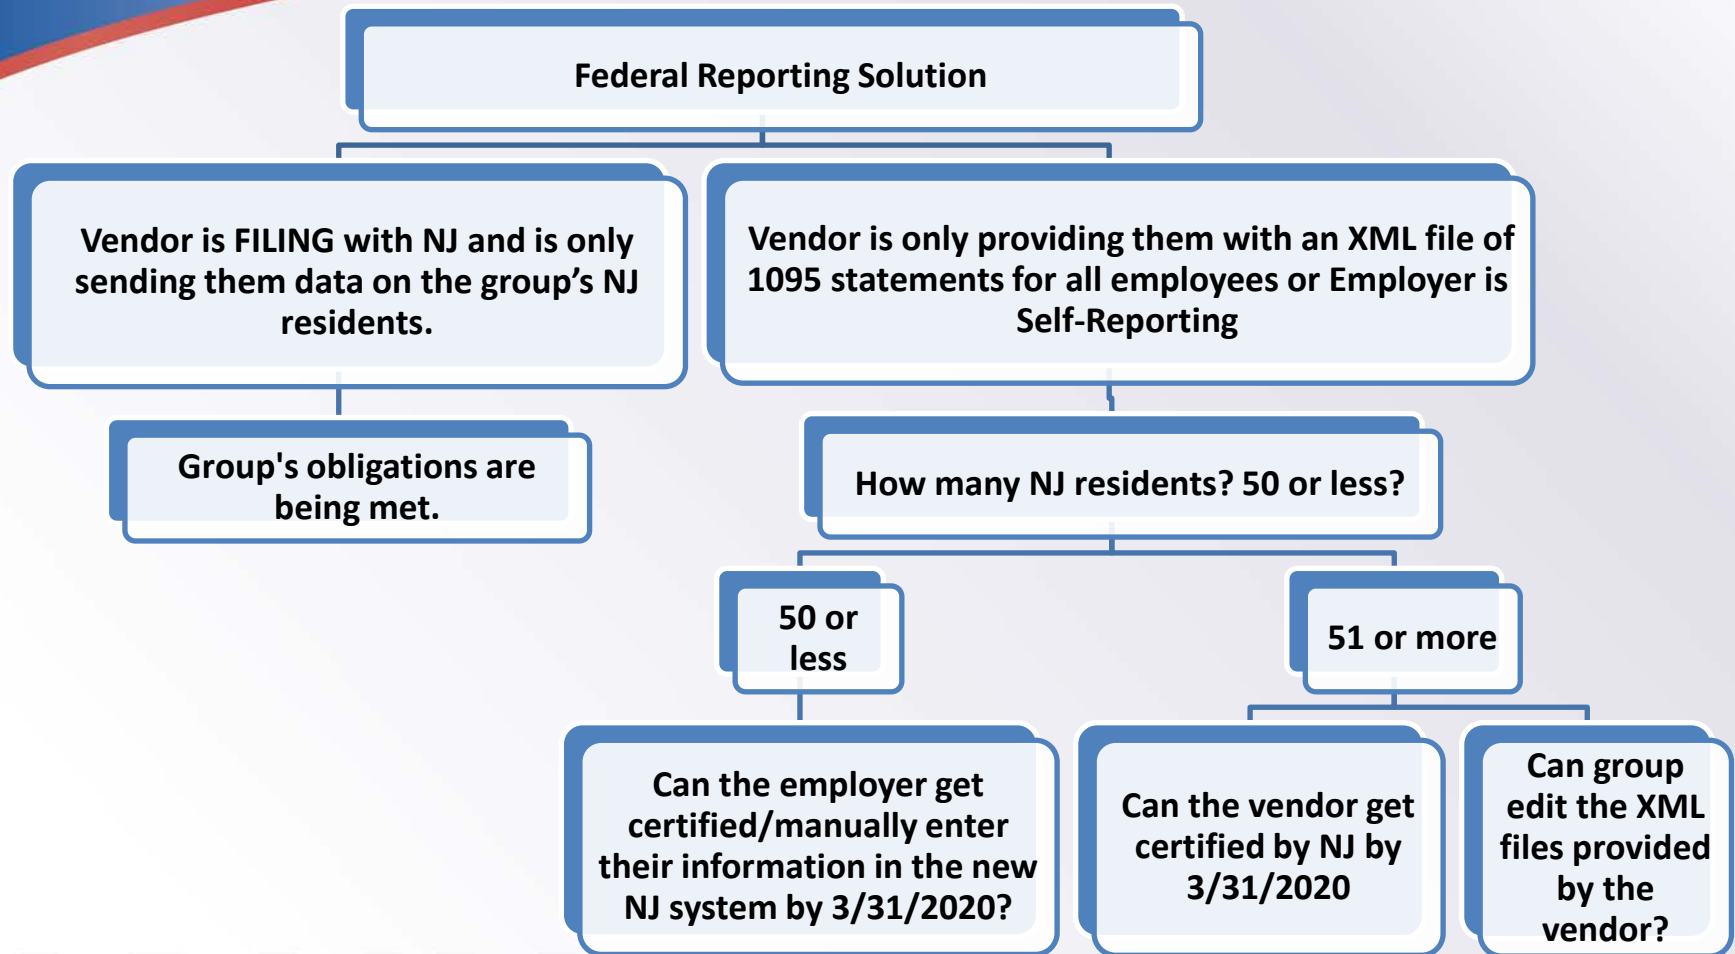 Federal Reporting Solution
Vendor is FILING with NJ and is only
sending them data on the group’s NJ
residents.
Vendor is only providing them with an XML file of
1095 statements for all employees or Employer is
Self-Reporting
Group's obligations are
being met.
How many NJ residents? 50 or less?
50 or
less
51 or more
Can the employer get
certified/manually enter
their information in the new
NJ system by 3/31/2020?
Can the vendor get
certified by NJ by
3/31/2020
Can group
edit the XML
files provided
by the
vendor?